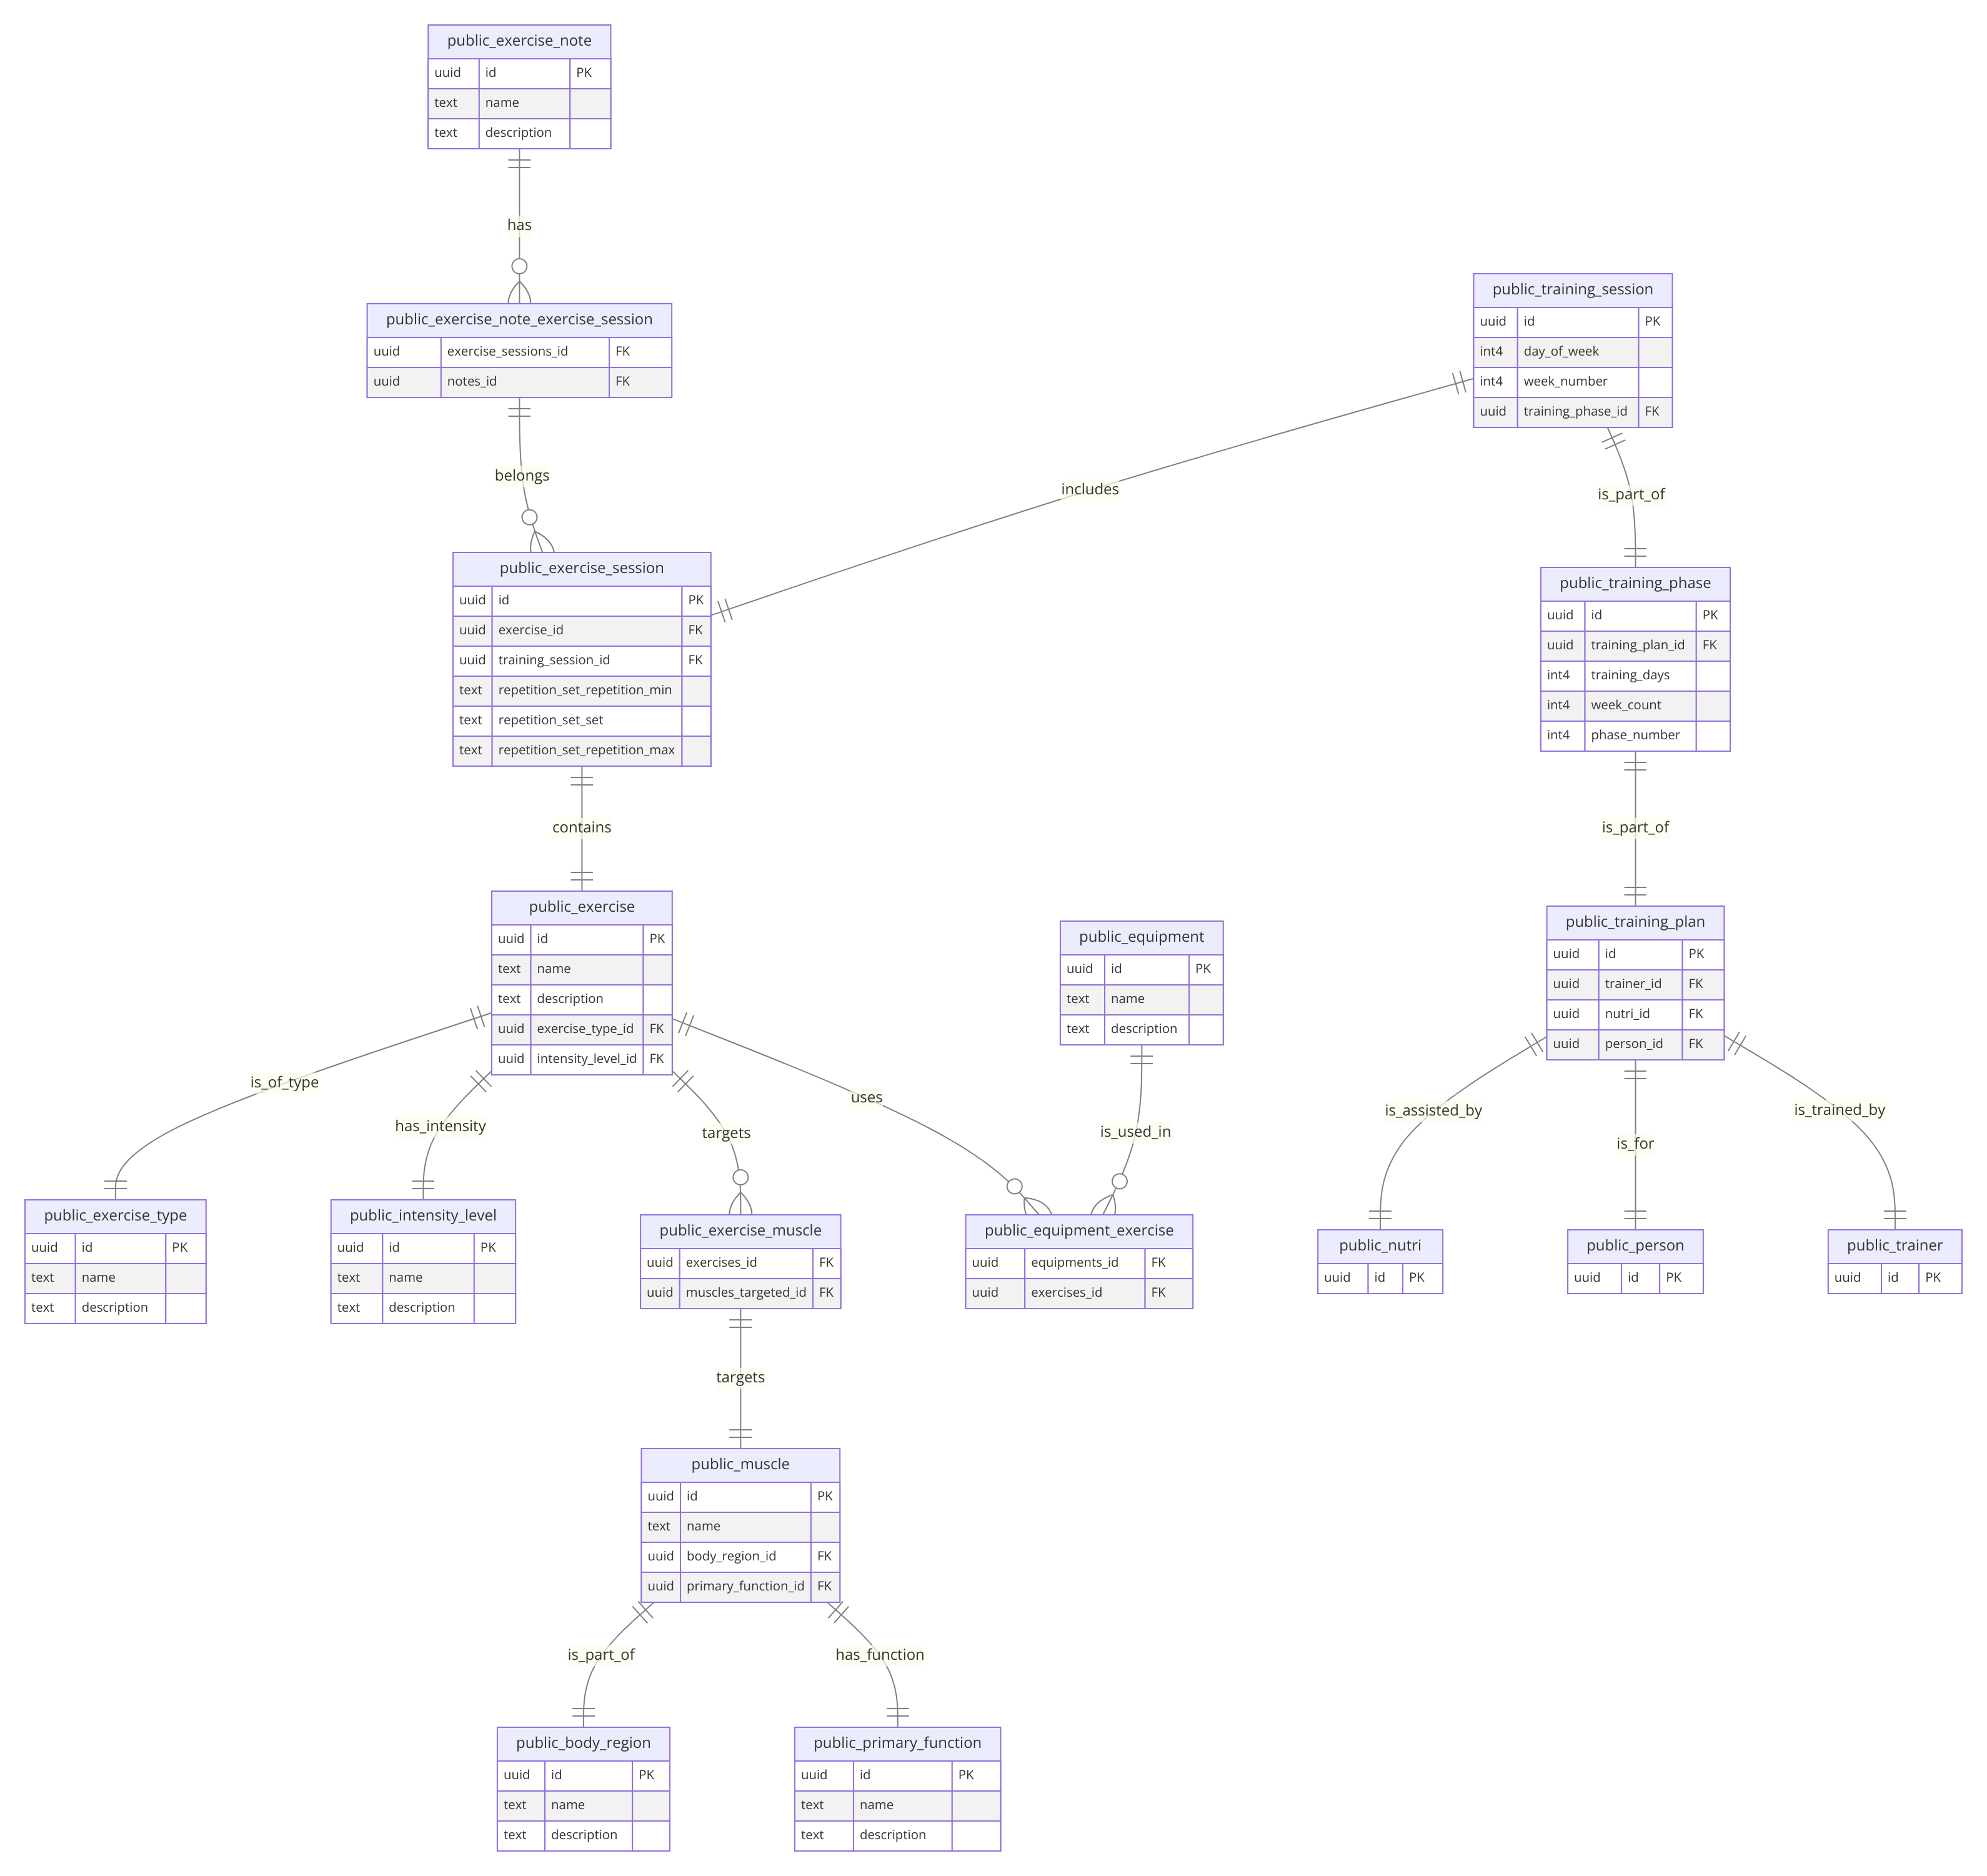 public_exercise_note
uuid id PK
text name
text description
has
public_exercise_note_exercise_session
uuid exercise_sessions_id FK
uuid notes_id FK
public_training_session
uuid id PK
int4 day_of_week
int4 week_number
uuid training_phase_id FK
belongs
includes
is_part_of
public_exercise_session
uuid id PK
uuid exercise_id FK
uuid training_session_id FK
text repetition_set_repetition_min
text repetition_set_set
text repetition_set_repetition_max
public_training_phase
uuid id PK
uuid training_plan_id FK
int4 training_days
int4 week_count
int4 phase_number
contains
is_part_of
public_exercise
uuid id PK
text name
text description
uuid exercise_type_id FK
uuid intensity_level_id FK
public_equipment
uuid id PK
text name
text description
public_training_plan
uuid id PK
uuid trainer_id FK
uuid nutri_id FK
uuid person_id FK
is_of_type
has_intensity
targets
uses
is_used_in
is_assisted_by
is_for
is_trained_by
public_exercise_type
uuid id PK
text name
text description
public_intensity_level
uuid id PK
text name
text description
public_exercise_muscle
uuid exercises_id FK
uuid muscles_targeted_id FK
public_equipment_exercise
uuid equipments_id FK
uuid exercises_id FK
public_nutri
uuid id PK
public_person
uuid id PK
public_trainer
uuid id PK
targets
public_muscle
uuid id PK
text name
uuid body_region_id FK
uuid primary_function_id FK
is_part_of
has_function
public_body_region
uuid id PK
text name
text description
public_primary_function
uuid id PK
text name
text description